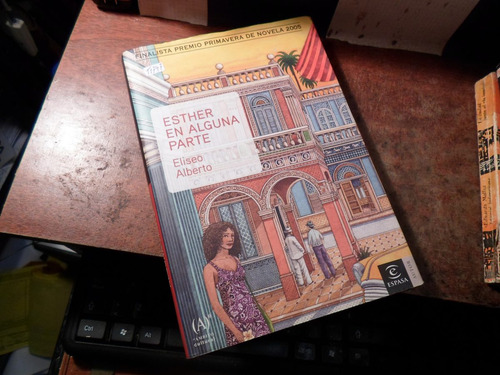 FINALISTA PREMIO PRIMAVERA DE NOVELA 2005
ESTHER
EN ALGUNA
PARTE
Eliseo
Alberto
(A)
ESPASA
Ctrl
Alt